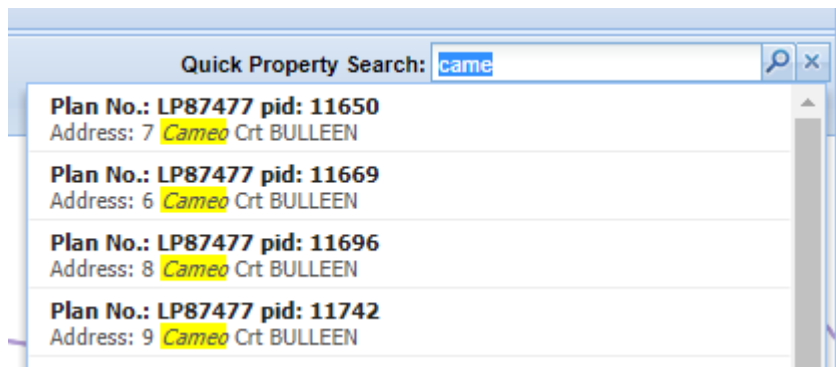 Quick Property Search: came
Plan No.: LP87477 pid: 11650
Address: 7 Cameo Crt BULLEEN
Plan No.: LP87477 pid: 11669
Address: 6 Cameo Crt BULLEEN
Plan No.: LP87477 pid: 11696
Address: 8 Cameo Crt BULLEEN
Plan No.: LP87477 pid: 11742
Address: 9 Cameo Crt BULLEEN